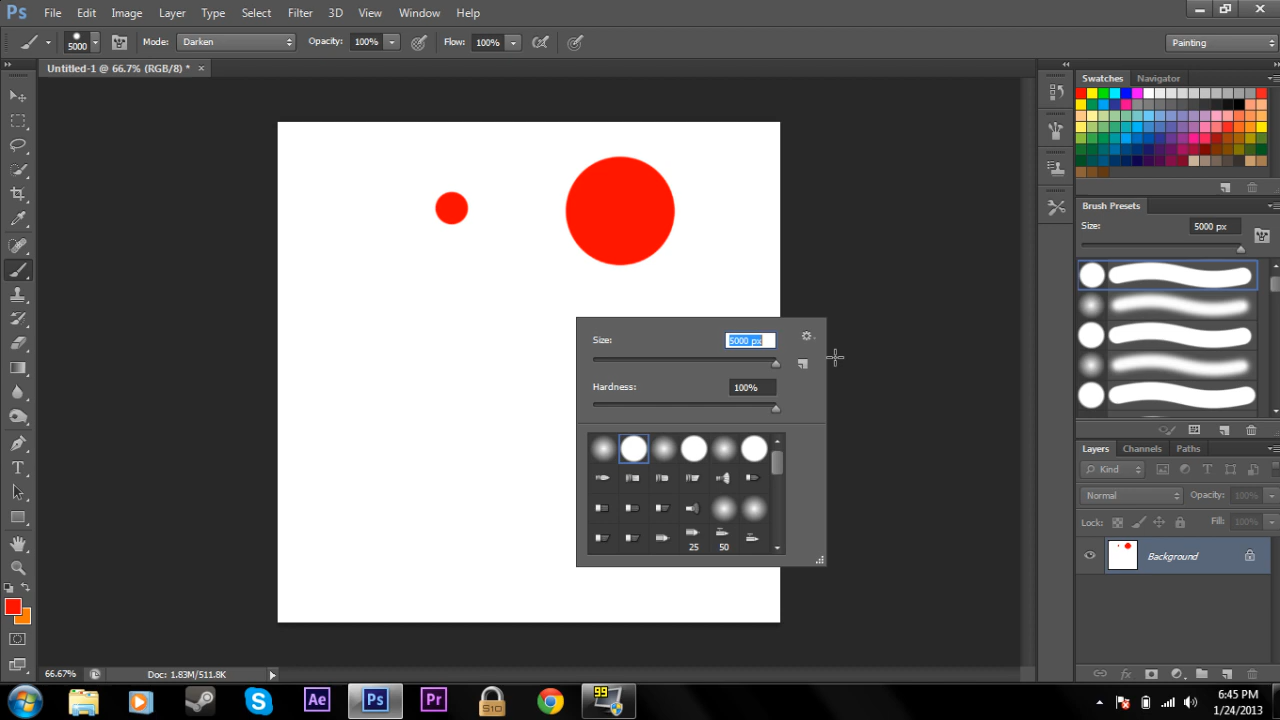 Ps File Edit Image Layer Type Select Filter 3D View Window Help
5000 Mode: Darken Opacity: 100% Flow: 100% Painting
Untitled-1 @ 66.7% (RGB/8) * ×
Swatches Navigator
Brush Presets
Size: 5000 px
Size: 5000 px
Hardness: 100%
25 50
Layers Channels Paths
Kind
Normal Opacity: 100%
Lock: Fill: 100%
Background
66.67% Doc: 1.83M/511.8K
Ae Ps Pr S10 99
6:45 PM
1/24/2013